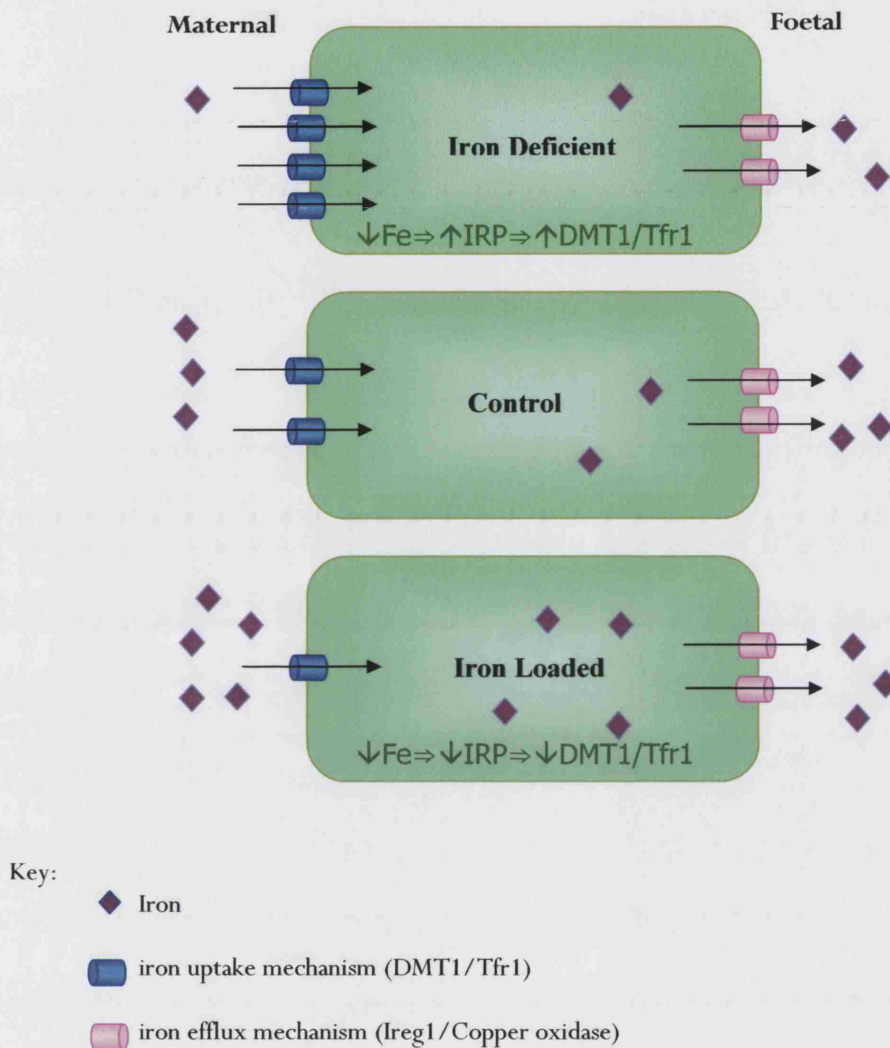 Maternal
Foetal
Iron Deficient
↓Fe⇒↑IRP⇒↑DMT1/Tfr1
Control
Iron Loaded
↓Fe⇒↓IRP⇒↓DMT1/Tfr1
Key:
Iron
iron uptake mechanism (DMT1/Tfr1)
iron efflux mechanism (Ireg1/Copper oxidase)